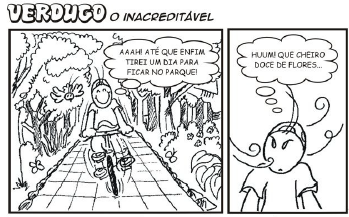 VERDUGO O INACREDITÁVEL
AAAH! ATÉ QUE ENFIM
TIREI UM DIA PARA
FICAR NO PARQUE!
HUUM! QUE CHEIRO
DOCE DE FLORES...